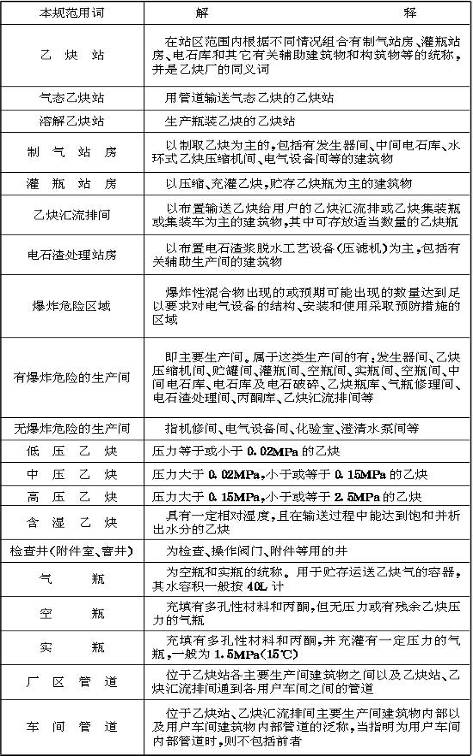 本规范用词 解 释
乙炔站 在站区范围内根据不同情况组合有制气站房、灌瓶站
房、电石库和其它有关辅助建筑物和构筑物等的统称,
并是乙炔厂的同义词
气态乙炔站 用管道输送气态乙炔的乙炔站
溶解乙炔站 生产瓶装乙炔的乙炔站
制气站房 以制取乙炔为主的,包括有发生器间、中间电石库、水
环式乙炔压缩机间、电气设备间等的建筑物
灌瓶站房 以压缩、充灌乙炔,贮存乙炔瓶为主的建筑物
乙炔汇流排间 以布置输送乙炔给用户的乙炔汇流排或乙炔集装瓶
或集装车为主的建筑物,其中可存放适当数量的乙炔瓶
电石渣处理站房 以布置电石渣浆脱水工艺设备(压滤机)为主,包括有
关辅助生产间的建筑物
爆炸危险区域 爆炸性混合物出现的或预期可能出现的数量达到足
以要求对电气设备的结构、安装和使用采取预防措施的
区域
有爆炸危险的生产间 即主要生产间。属于这类生产间的有:发生器间、乙炔
压缩机间、贮罐间、灌瓶间、空瓶间、实瓶间、空瓶间、中
间电石库、电石库及电石破碎、乙炔瓶库、气瓶修理间、
电石渣处理间、丙酮库、乙炔汇流排间等
无爆炸危险的生产间 指机修间、电气设备间、化验室、澄清水泵间等
低压乙炔 压力等于或小于0.02MPa的乙炔
中压乙炔 压力大于0.02MPa,小于或等于0.15MPa的乙炔
高压乙炔 压力大于0.15MPa,小于或等于2.5MPa的乙炔
含湿乙炔 具有一定相对湿度,且在输送过程中能达到饱和并析
出水分的乙炔
检查井(附件室、窨井) 为检查、操作阀门、附件等用的井
气瓶 为空瓶和实瓶的统称。用于贮存运送乙炔气的容器,
其水容积一般按40L计
空瓶 充填有多孔性材料和丙酮,但无压力或有残余乙炔压
力的气瓶
实瓶 充填有多孔性材料和丙酮,并充灌有一定压力的气
瓶,一般为1.5MPa(15℃)
厂区管道 位于乙炔站各主要生产间建筑物之间以及乙炔站、乙
炔汇流排间通到各用户车间之间的管道
车间管道 位于乙炔站、乙炔汇流排间主要生产间建筑物内部以
及用户车间建筑物内部管道的泛称,当指明为用户车间
内部管道时,则不包括前者